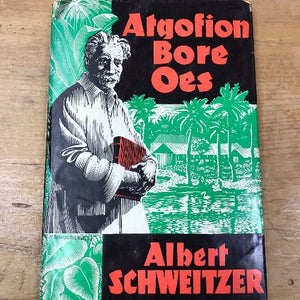 Atgofion
Bore
Oes
Albert
SCHWEITZER